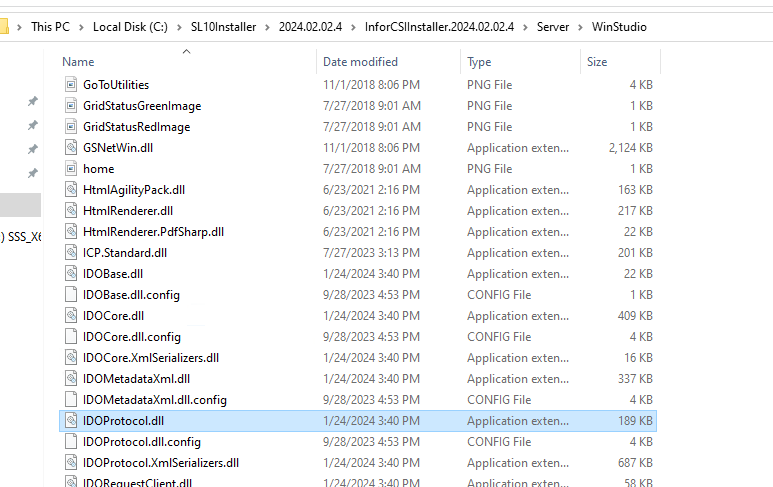 This PC > Local Disk (C:) > SL10Installer > 2024.02.02.4 > InforCSIInstaller.2024.02.02.4 > Server > WinStudio
Name Date modified Type Size
GoToUtilities 11/1/2018 8:06 PM PNG File 4 KB
GridStatusGreenImage 7/27/2018 9:01 AM PNG File 1 KB
GridStatusRedImage 7/27/2018 9:01 AM PNG File 1 KB
GSNetWin.dll 11/1/2018 8:06 PM Application exten... 2,124 KB
home 7/27/2018 9:01 AM PNG File 1 KB
HtmlAgilityPack.dll 6/23/2021 2:16 PM Application exten... 163 KB
HtmlRenderer.dll 6/23/2021 2:16 PM Application exten... 217 KB
HtmlRenderer.PdfSharp.dll 6/23/2021 2:16 PM Application exten... 22 KB
) SSS_X6
ICP.Standard.dll 7/27/2023 3:13 PM Application exten... 201 KB
IDOBase.dll 1/24/2024 3:40 PM Application exten... 22 KB
IDOBase.dll.config 9/28/2023 4:53 PM CONFIG File 1 KB
IDOCore.dll 1/24/2024 3:40 PM Application exten... 409 KB
IDOCore.dll.config 9/28/2023 4:53 PM CONFIG File 4 KB
IDOCore.XmlSerializers.dll 1/24/2024 3:40 PM Application exten... 16 KB
IDOMetadataXml.dll 1/24/2024 3:40 PM Application exten... 337 KB
IDOMetadataXml.dll.config 9/28/2023 4:53 PM CONFIG File 4 KB
IDOProtocol.dll 1/24/2024 3:40 PM Application exten... 189 KB
IDOProtocol.dll.config 9/28/2023 4:53 PM CONFIG File 4 KB
IDOProtocol.XmlSerializers.dll 1/24/2024 3:40 PM Application exten... 687 KB
IDORequestClient.dll 1/24/2024 3:40 PM Application exten... 58 KB